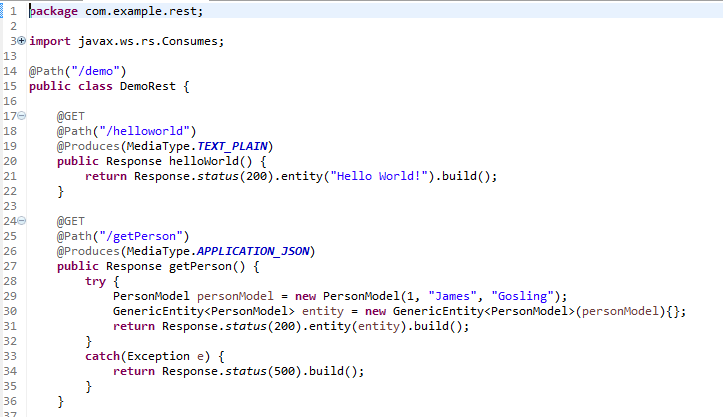 1 package com.example.rest;
2
3 import javax.ws.rs.Consumes;
13
14 @Path("/demo")
15 public class DemoRest {
16
17     @GET
18     @Path("/helloworld")
19     @Produces(MediaType.TEXT_PLAIN)
20     public Response helloWorld() {
21         return Response.status(200).entity("Hello World!").build();
22     }
23
24     @GET
25     @Path("/getPerson")
26     @Produces(MediaType.APPLICATION_JSON)
27     public Response getPerson() {
28         try {
29             PersonModel personModel = new PersonModel(1, "James", "Gosling");
30             GenericEntity<PersonModel> entity = new GenericEntity<PersonModel>(personModel){};
31             return Response.status(200).entity(entity).build();
32         }
33         catch(Exception e) {
34             return Response.status(500).build();
35         }
36     }
37